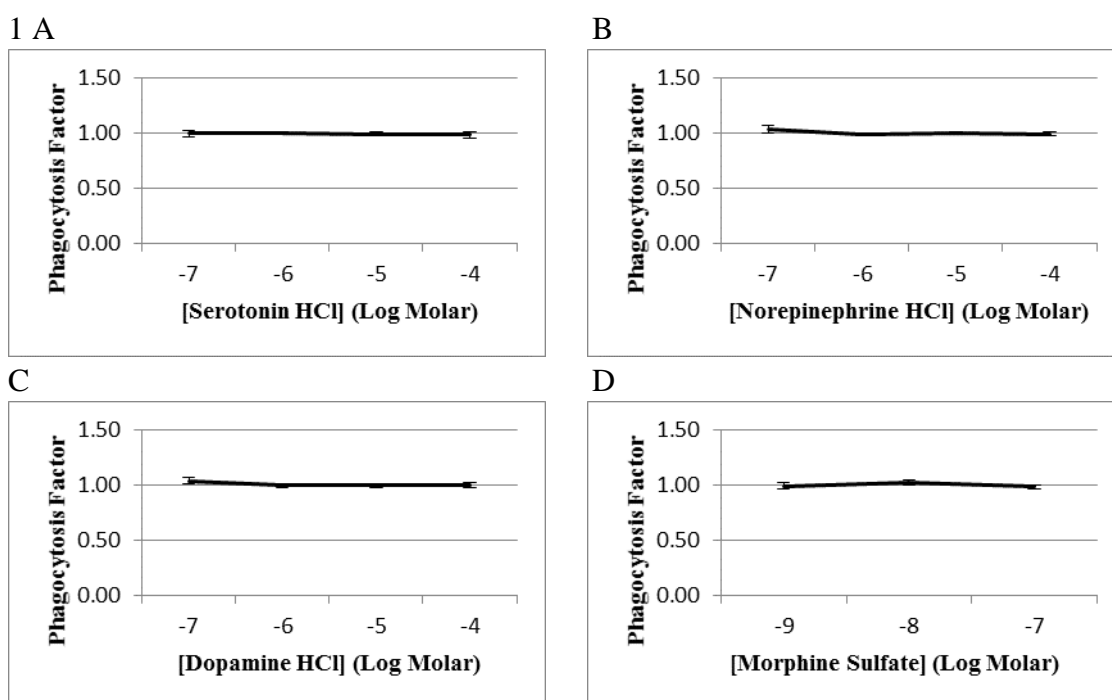 1 A
Phagocytosis Factor
1.50
1.00
0.50
0.00
-7 -6 -5 -4
[Serotonin HCl] (Log Molar)
B
Phagocytosis Factor
1.50
1.00
0.50
0.00
-7 -6 -5 -4
[Norepinephrine HCl] (Log Molar)
C
Phagocytosis Factor
1.50
1.00
0.50
0.00
-7 -6 -5 -4
[Dopamine HCl] (Log Molar)
D
Phagocytosis Factor
1.50
1.00
0.50
0.00
-9 -8 -7
[Morphine Sulfate] (Log Molar)